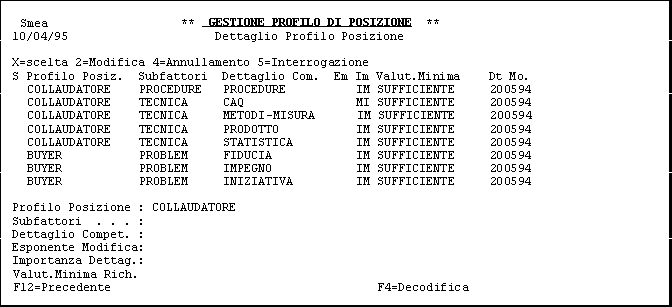 Smea ** GESTIONE PROFILO DI POSIZIONE **
10/04/95 Dettaglio Profilo Posizione
X=scelta 2=Modifica 4=Annullamento 5=Interrogazione
S Profilo Posiz. Subfattori Dettaglio Com. Em Im Valut.Minima Dt Mo.
COLLAUDATORE PROCEDURE PROCEDURE IM SUFFICIENTE 200594
COLLAUDATORE TECNICA CAQ MI SUFFICIENTE 200594
COLLAUDATORE TECNICA METODI-MISURA IM SUFFICIENTE 200594
COLLAUDATORE TECNICA PRODOTTO IM SUFFICIENTE 200594
COLLAUDATORE TECNICA STATISTICA IM SUFFICIENTE 200594
BUYER PROBLEM FIDUCIA IM SUFFICIENTE 200594
BUYER PROBLEM IMPEGNO IM SUFFICIENTE 200594
BUYER PROBLEM INIZIATIVA IM SUFFICIENTE 200594
Profilo Posizione : COLLAUDATORE
Subfattori . . . :
Dettaglio Compet. :
Esponente Modifica:
Importanza Dettag.:
Valut.Minima Rich.
F12=Precedente F4=Decodifica